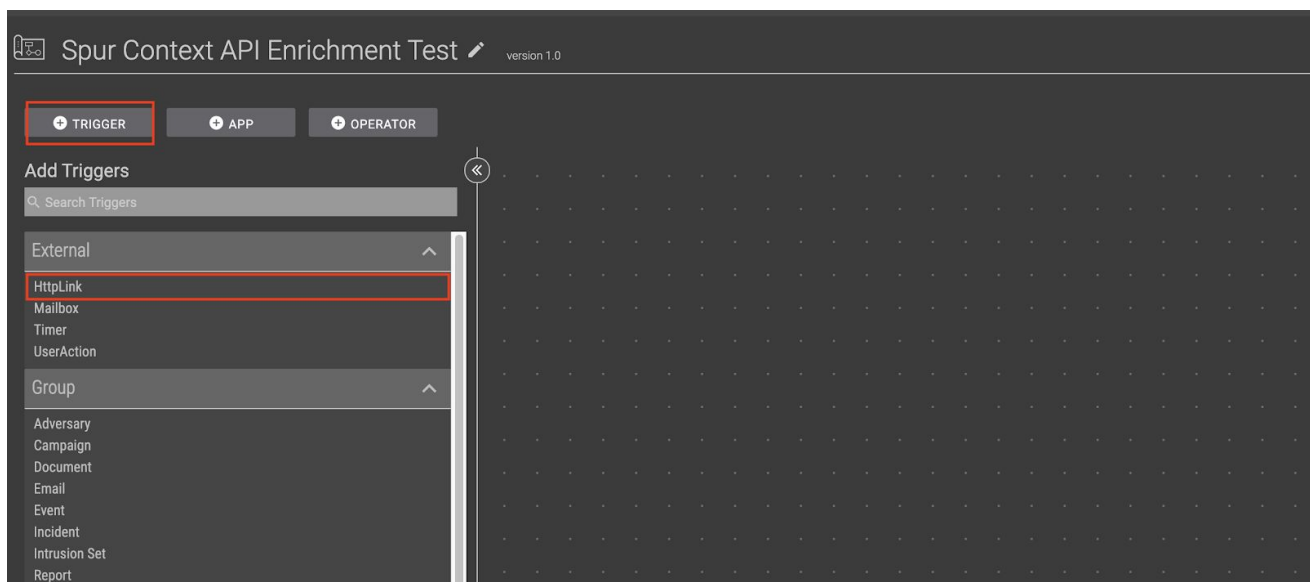 Spur Context API Enrichment Test version 1.0
TRIGGER APP OPERATOR
Add Triggers
Search Triggers
External
HttpLink
Mailbox
Timer
UserAction
Group
Adversary
Campaign
Document
Email
Event
Incident
Intrusion Set
Report